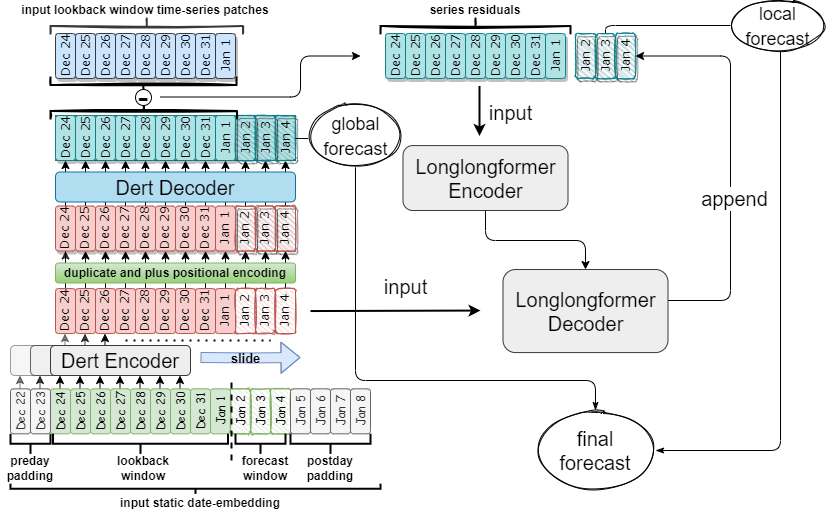 input lookback window time-series patches
series residuals
local
forecast
Dec 24 Dec 25 Dec 26 Dec 27 Dec 28 Dec 29 Dec 30 Dec 31 Jan 1
Dec 24 Dec 25 Dec 26 Dec 27 Dec 28 Dec 29 Dec 30 Dec 31 Jan 1 Jan 2 Jan 3 Jan 4
input
Dec 24 Dec 25 Dec 26 Dec 27 Dec 28 Dec 29 Dec 30 Dec 31 Jan 1 Jan 2 Jan 3 Jan 4
global
forecast
Dert Decoder
Longlongformer
Encoder
append
Dec 24 Dec 25 Dec 26 Dec 27 Dec 28 Dec 29 Dec 30 Dec 31 Jan 1 Jan 2 Jan 3 Jan 4
duplicate and plus positional encoding
input
Dec 24 Dec 25 Dec 26 Dec 27 Dec 28 Dec 29 Dec 30 Dec 31 Jan 1 Jan 2 Jan 3 Jan 4
Longlongformer
Decoder
Dert Encoder
slide
Dec 22 Dec 23 Dec 24 Dec 25 Dec 26 Dec 27 Dec 28 Dec 29 Dec 30 Dec 31 Jan 1 Jan 2 Jan 3 Jan 4 Jan 5 Jan 6 Jan 7 Jan 8
final
forecast
preday
padding
lookback
window
forecast
window
postday
padding
input static date-embedding